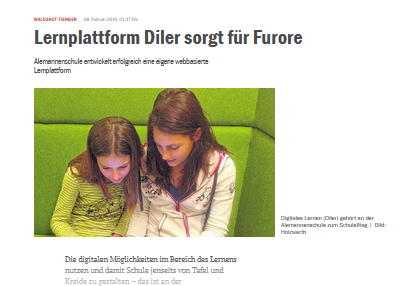 WALDSHUT-TIENGEN 08. Februar 2014, 01:37 Uhr
Lernplattform Diler sorgt für Furore
Alemannenschule entwickelt erfolgreich eine eigene webbasierte
Lernplattform
Digitales Lernen (Diler) gehört an der
Alemannenschule zum Schulalltag. | Bild:
Holzwarth
Die digitalen Möglichkeiten im Bereich des Lernens
nutzen und damit Schule jenseits von Tafel und
Kreide zu gestalten – das ist an der